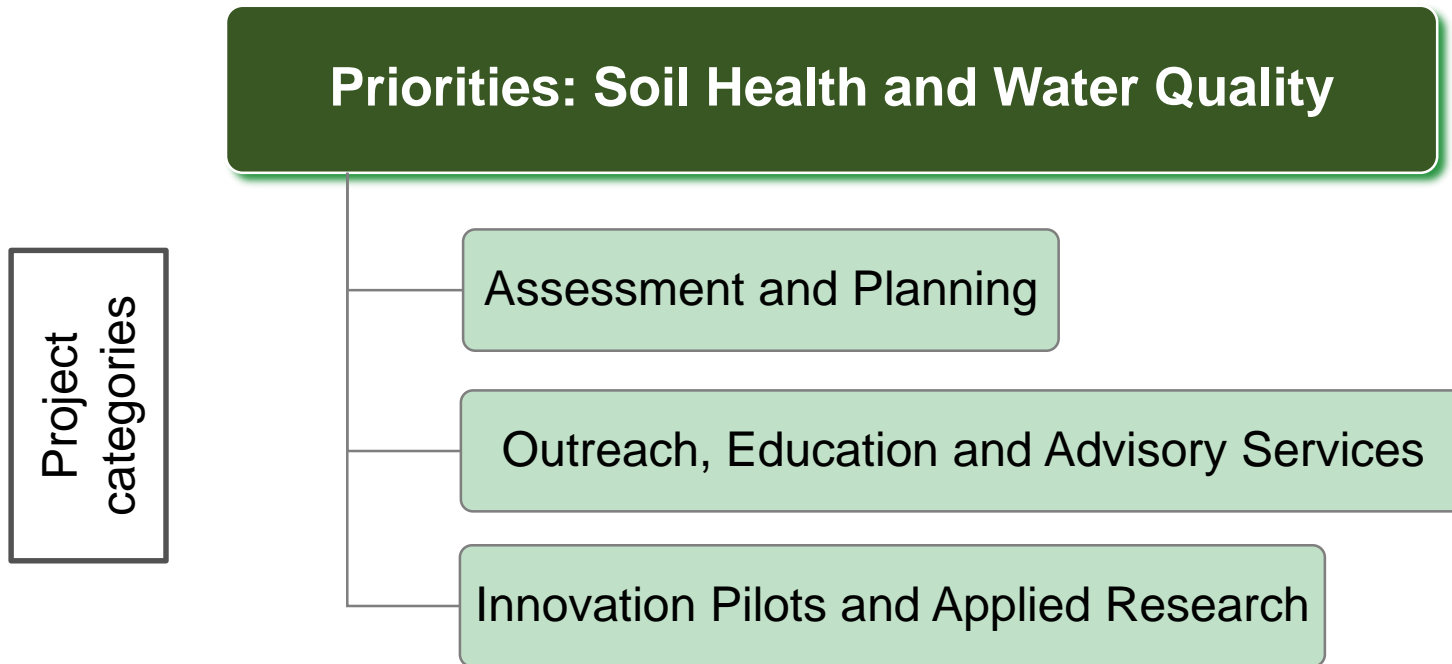 Priorities: Soil Health and Water Quality
Project
categories
Assessment and Planning
Outreach, Education and Advisory Services
Innovation Pilots and Applied Research